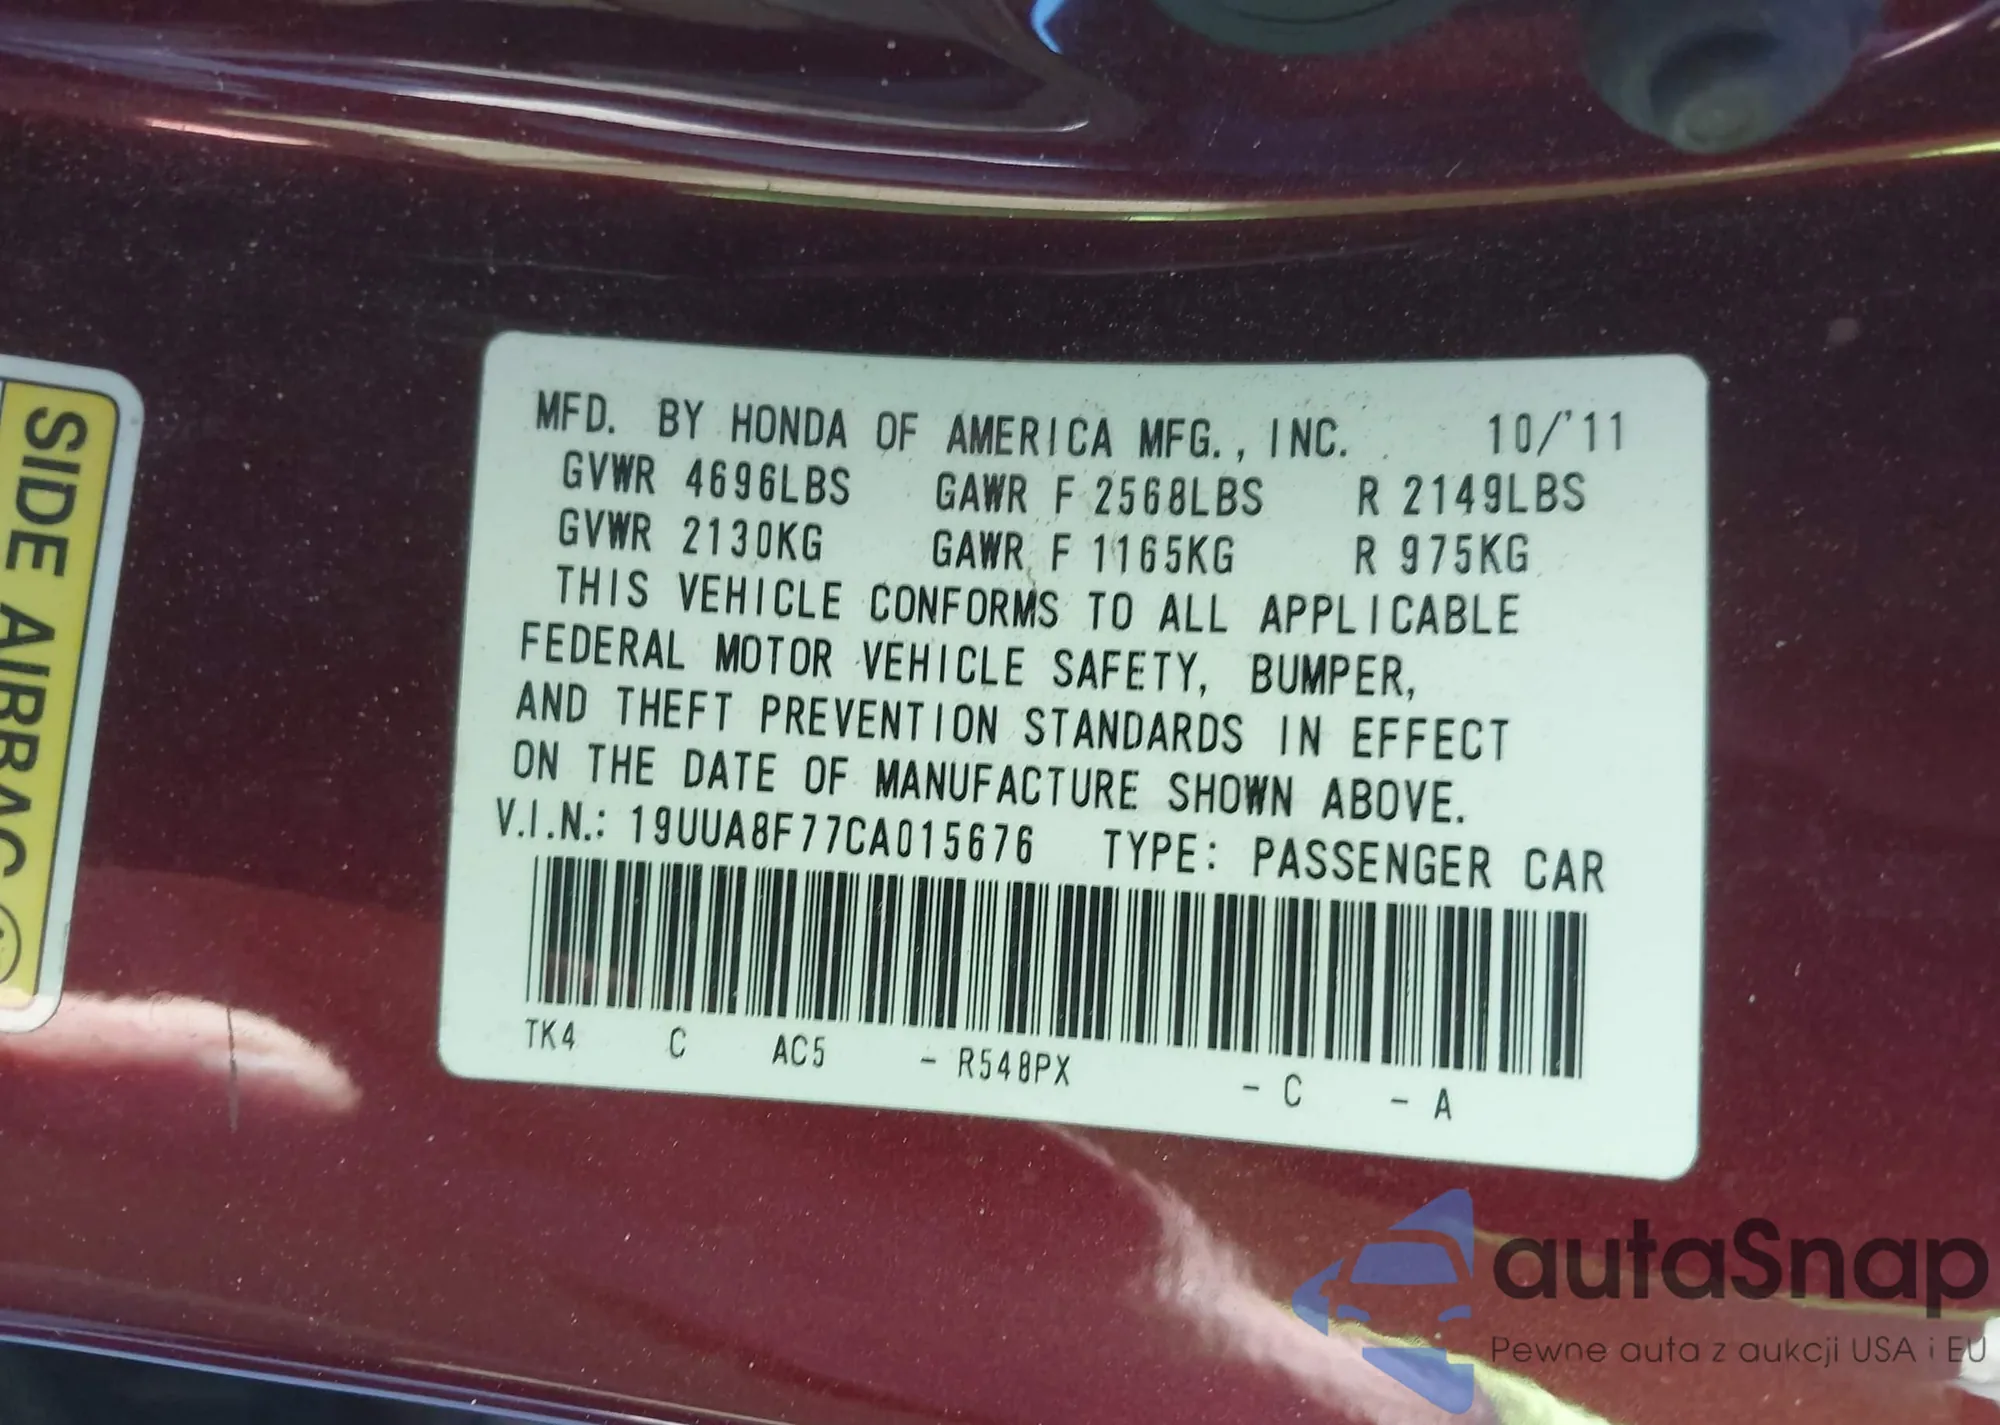 SIDE AIRBAG
MFD. BY HONDA OF AMERICA MFG., INC. 10/'11
GVWR 4696LBS GAWR F 2568LBS R 2149LBS
GVWR 2130KG GAWR F 1165KG R 975KG
THIS VEHICLE CONFORMS TO ALL APPLICABLE
FEDERAL MOTOR VEHICLE SAFETY, BUMPER,
AND THEFT PREVENTION STANDARDS IN EFFECT
ON THE DATE OF MANUFACTURE SHOWN ABOVE.
V.I.N.: 19UUA8F77CA015676 TYPE: PASSENGER CAR
TK4 C AC5 - R548PX - C - A
autaSnap
Pewne auta z aukcji USA i EU